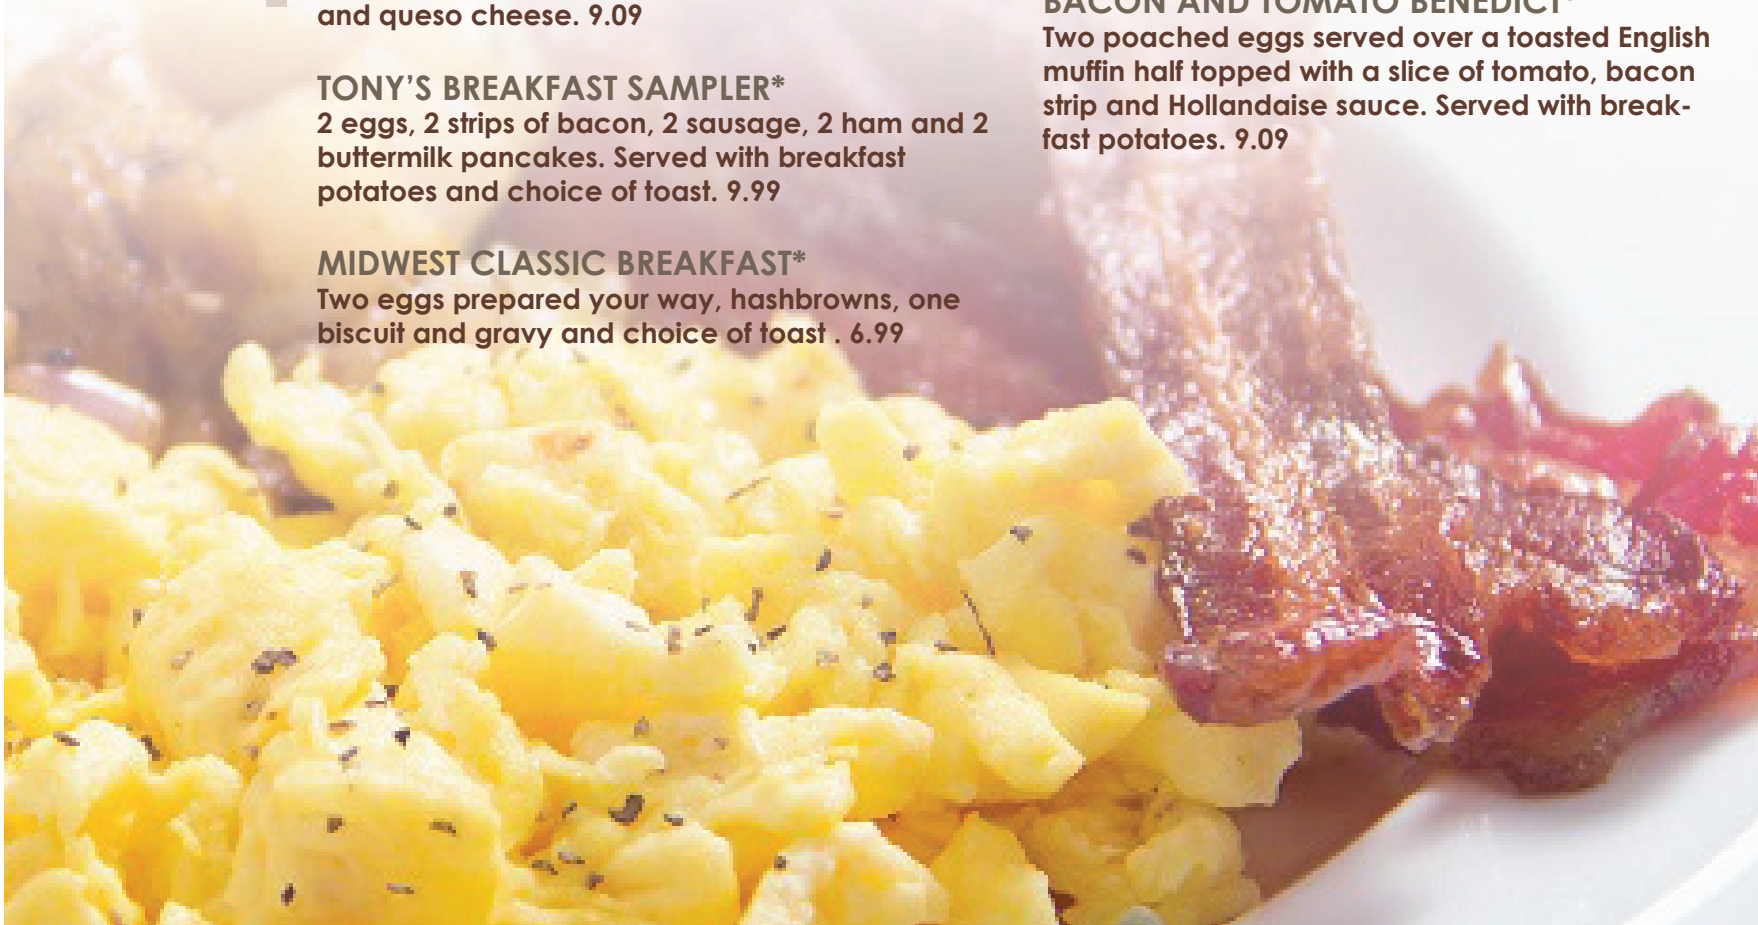 and queso cheese. 9.09
TONY'S BREAKFAST SAMPLER*
2 eggs, 2 strips of bacon, 2 sausage, 2 ham and 2
buttermilk pancakes. Served with breakfast
potatoes and choice of toast. 9.99
MIDWEST CLASSIC BREAKFAST*
Two eggs prepared your way, hashbrowns, one
biscuit and gravy and choice of toast . 6.99
BACON AND TOMATO BENEDICT*
Two poached eggs served over a toasted English
muffin half topped with a slice of tomato, bacon
strip and Hollandaise sauce. Served with break-
fast potatoes. 9.09